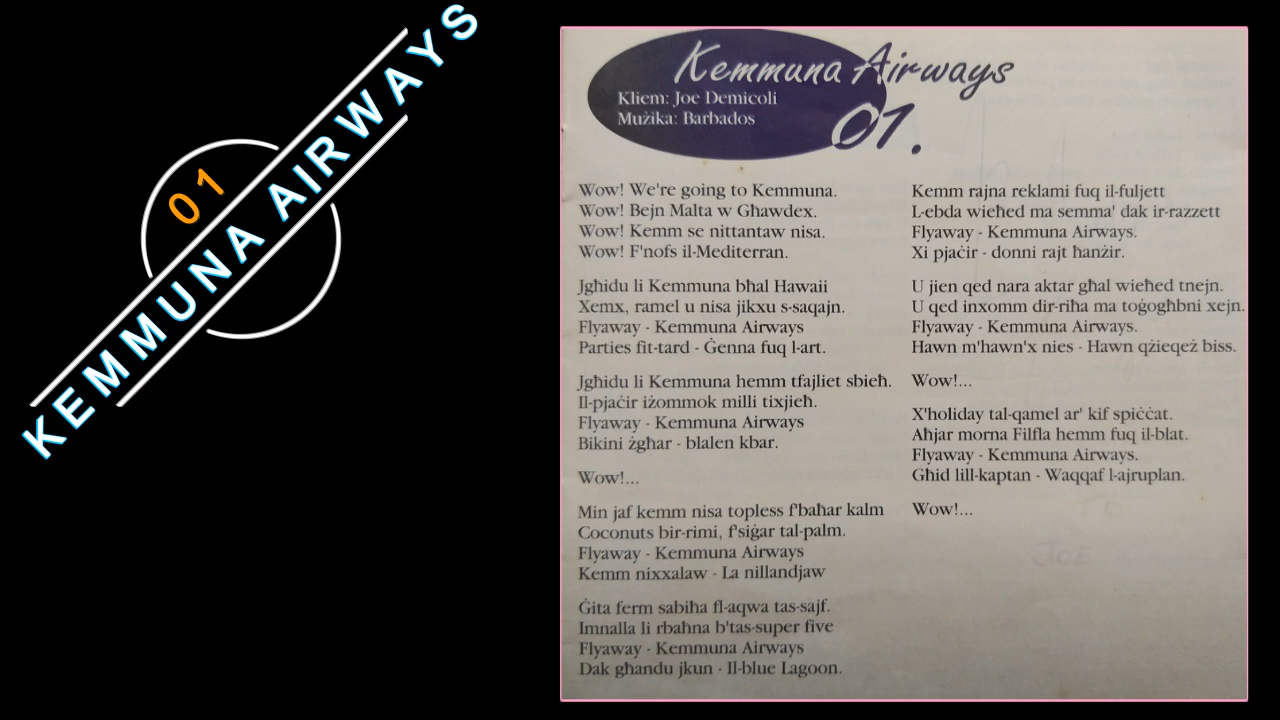 01
KEMMUNA AIRWAYS
Kemmuna Airways
01.
Kliem: Joe Demicoli
Mużika: Barbados
Wow! We're going to Kemmuna.
Wow! Bejn Malta w Għawdex.
Wow! Kemm se nittantaw nisa.
Wow! F'nofs il-Mediterran.
Jgħidu li Kemmuna bħal Hawaii
Xemx, ramel u nisa jikxu s-saqajn.
Flyaway - Kemmuna Airways
Parties fit-tard - Ġenna fuq l-art.
Jgħidu li Kemmuna hemm tfajliet sbieħ.
Il-pjaċir iżommok milli tixjieħ.
Flyaway - Kemmuna Airways
Bikini żgħar - blalen kbar.
Wow!...
Min jaf kemm nisa topless f'baħar kalm
Coconuts bir-rimi, f'siġar tal-palm.
Flyaway - Kemmuna Airways
Kemm nixxalaw - La nillandjaw
Ġita ferm sabiħa fl-aqwa tas-sajf.
Imnalla li rbaħna b'tas-super five
Flyaway - Kemmuna Airways
Dak għandu jkun - Il-blue Lagoon.
Kemm rajna reklami fuq il-fuljett
L-ebda wieħed ma semma' dak ir-razzett
Flyaway - Kemmuna Airways.
Xi pjaċir - donni rajt ħanżir.
U jien qed nara aktar għal wieħed tnejn.
U qed inxomm dir-riħa ma toġogħbni xejn.
Flyaway - Kemmuna Airways.
Hawn m'hawn'x nies - Hawn qżieqeż biss.
Wow!...
X'holiday tal-qamel ar' kif spiċċat.
Aħjar morna Filfla hemm fuq il-blat.
Flyaway - Kemmuna Airways.
Għid lill-kaptan - Waqqaf l-ajruplan.
Wow!...
JOE